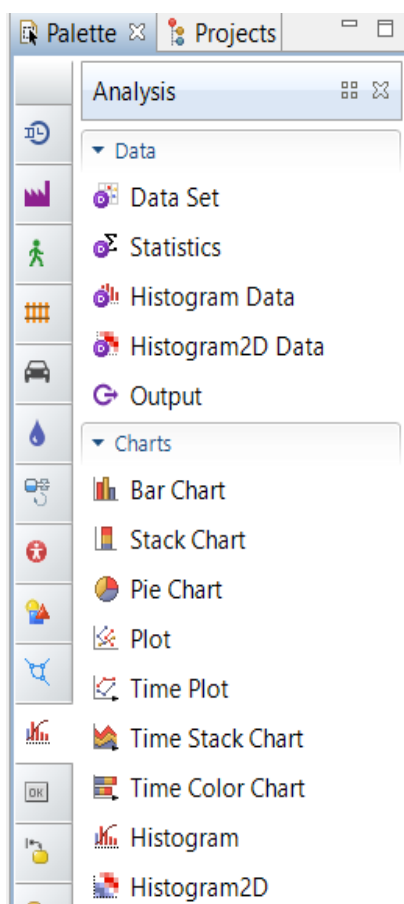 Palette Projects
Analysis
Data
Data Set
Statistics
Histogram Data
Histogram2D Data
Output
Charts
Bar Chart
Stack Chart
Pie Chart
Plot
Time Plot
Time Stack Chart
Time Color Chart
OK
Histogram
Histogram2D